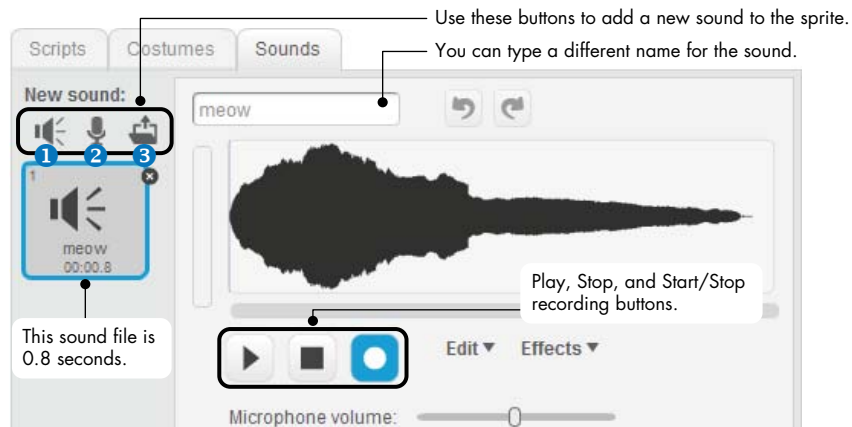 Use these buttons to add a new sound to the sprite.
You can type a different name for the sound.
Scripts
Costumes
Sounds
New sound:
meow
1
2
3
1
meow
00:00.8
This sound file is
0.8 seconds.
Play, Stop, and Start/Stop
recording buttons.
Edit
Effects
Microphone volume: